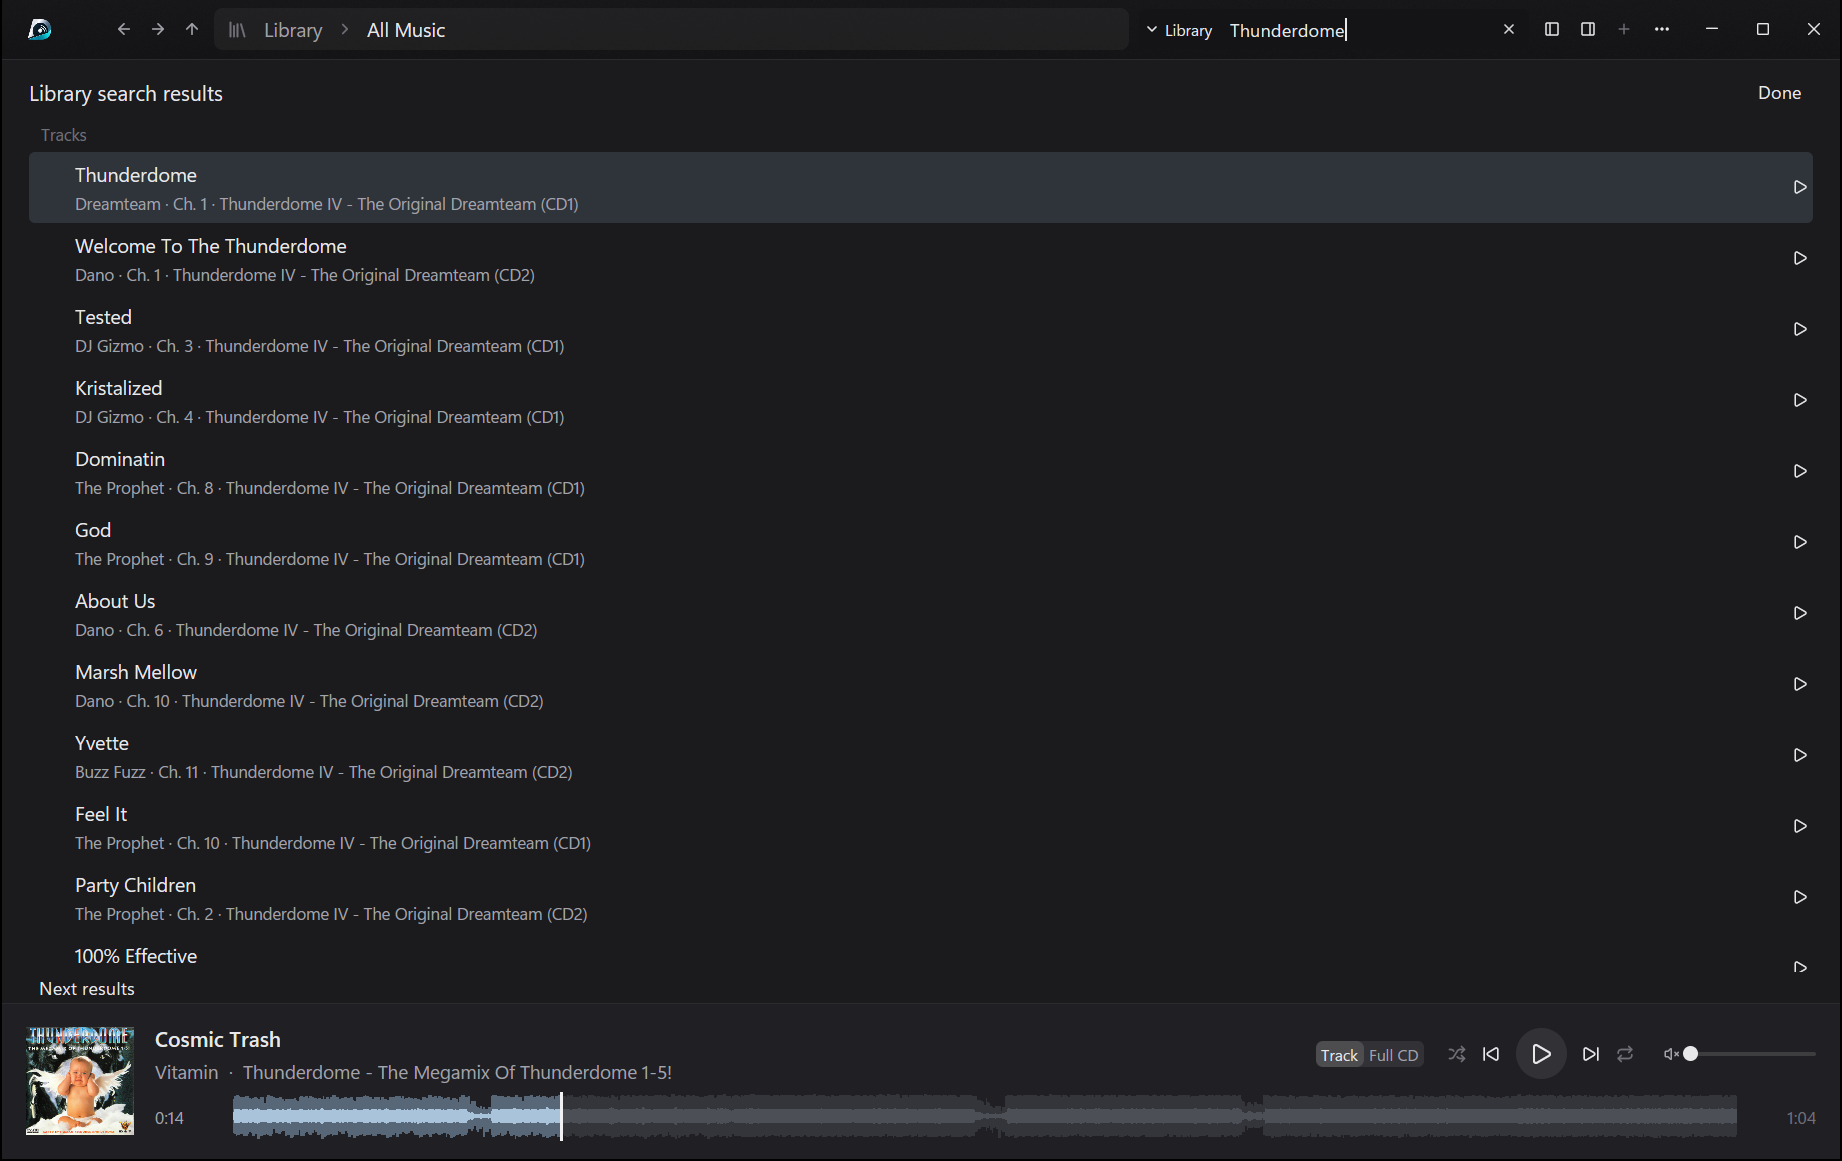 Library > All Music
Library Thunderdome
Library search results
Done
Tracks
Thunderdome
Dreamteam · Ch. 1 · Thunderdome IV - The Original Dreamteam (CD1)
Welcome To The Thunderdome
Dano · Ch. 1 · Thunderdome IV - The Original Dreamteam (CD2)
Tested
DJ Gizmo · Ch. 3 · Thunderdome IV - The Original Dreamteam (CD1)
Kristalized
DJ Gizmo · Ch. 4 · Thunderdome IV - The Original Dreamteam (CD1)
Dominatin
The Prophet · Ch. 8 · Thunderdome IV - The Original Dreamteam (CD1)
God
The Prophet · Ch. 9 · Thunderdome IV - The Original Dreamteam (CD1)
About Us
Dano · Ch. 6 · Thunderdome IV - The Original Dreamteam (CD2)
Marsh Mellow
Dano · Ch. 10 · Thunderdome IV - The Original Dreamteam (CD2)
Yvette
Buzz Fuzz · Ch. 11 · Thunderdome IV - The Original Dreamteam (CD2)
Feel It
The Prophet · Ch. 10 · Thunderdome IV - The Original Dreamteam (CD1)
Party Children
The Prophet · Ch. 2 · Thunderdome IV - The Original Dreamteam (CD2)
100% Effective
Next results
THUNDERDOME
THE MEGAMIX OF THUNDERDOME 1-5!
Cosmic Trash
Vitamin · Thunderdome - The Megamix Of Thunderdome 1-5!
Track Full CD
0:14
1:04